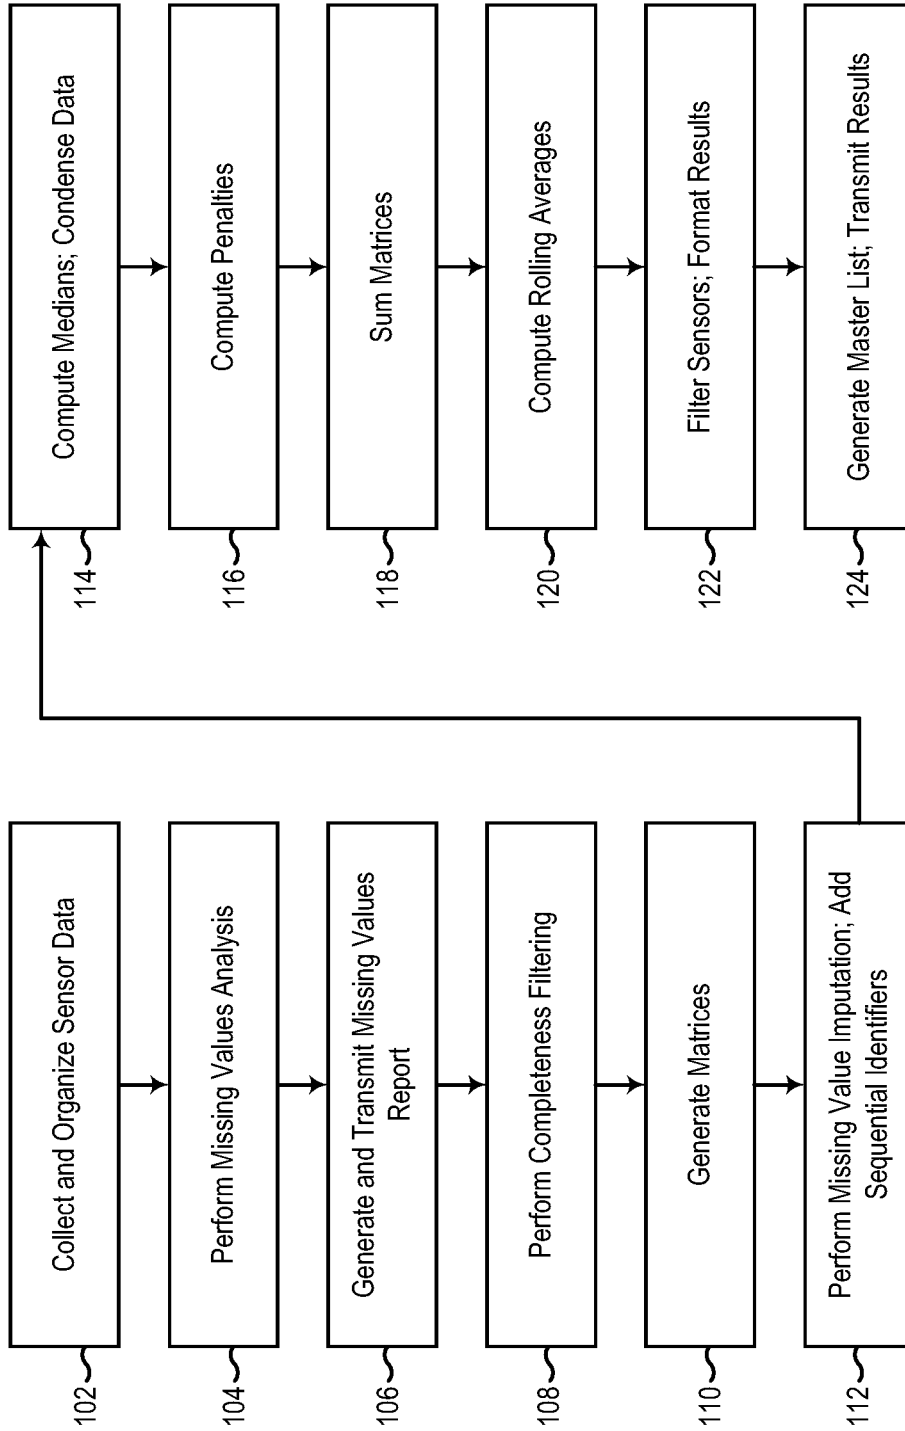 102
Collect and Organize Sensor Data
104
Perform Missing Values Analysis
106
Generate and Transmit Missing Values
Report
108
Perform Completeness Filtering
110
Generate Matrices
112
Perform Missing Value Imputation; Add
Sequential Identifiers
114
Compute Medians; Condense Data
116
Compute Penalties
118
Sum Matrices
120
Compute Rolling Averages
122
Filter Sensors; Format Results
124
Generate Master List; Transmit Results